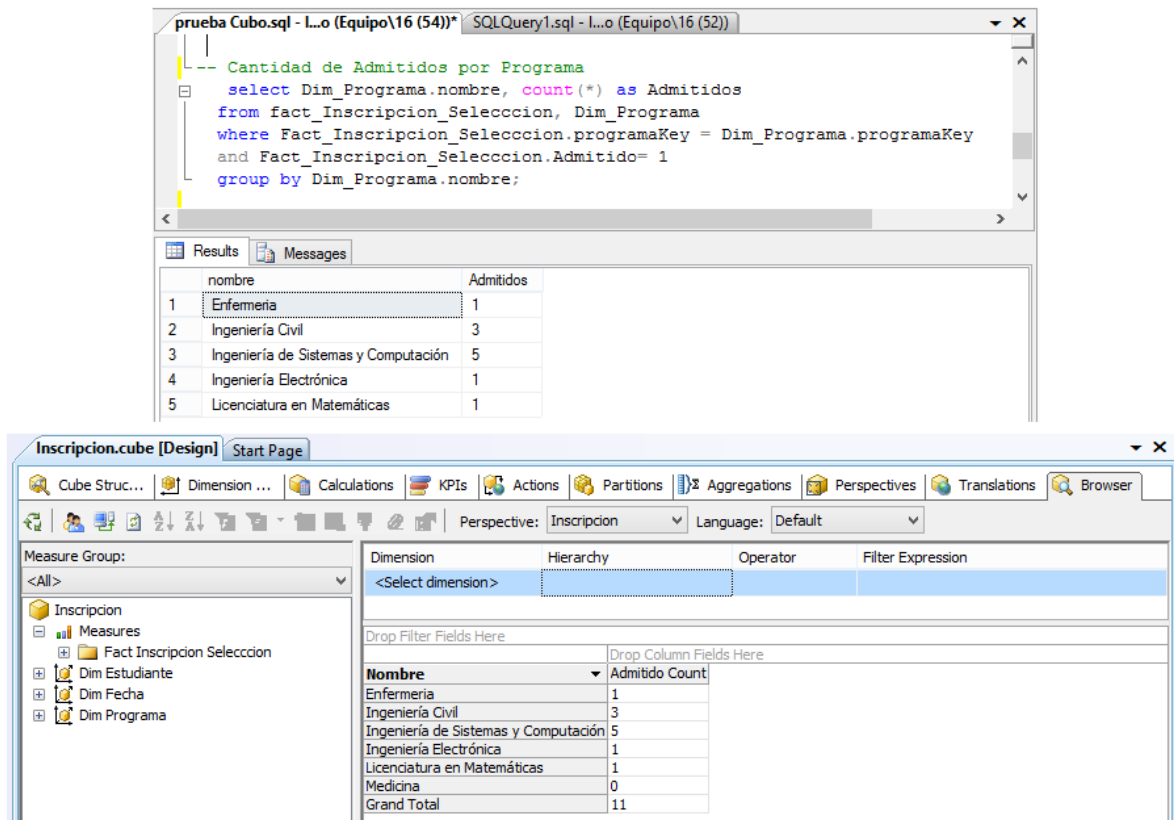 prueba Cubo.sql - I...o (Equipo\16 (54))* SQLQuery1.sql - I...o (Equipo\16 (52))
-- Cantidad de Admitidos por Programa
select Dim_Programa.nombre, count(*) as Admitidos
from fact_Inscripcion_Selecccion, Dim_Programa
where Fact_Inscripcion_Selecccion.programaKey = Dim_Programa.programaKey
and Fact_Inscripcion_Selecccion.Admitido= 1
group by Dim_Programa.nombre;
Results Messages
nombre Admitidos
1 Enfermeria 1
2 Ingeniería Civil 3
3 Ingeniería de Sistemas y Computación 5
4 Ingeniería Electrónica 1
5 Licenciatura en Matemáticas 1
Inscripcion.cube [Design] Start Page
Cube Struc... Dimension ... Calculations KPIs Actions Partitions Aggregations Perspectives Translations Browser
Perspective: Inscripcion Language: Default
Measure Group:
<All>
Inscripcion
Measures
Fact Inscripcion Selecccion
Dim Estudiante
Dim Fecha
Dim Programa
Dimension Hierarchy Operator Filter Expression
<Select dimension>
Drop Filter Fields Here
Drop Column Fields Here
Nombre Admitido Count
Enfermeria 1
Ingeniería Civil 3
Ingeniería de Sistemas y Computación 5
Ingeniería Electrónica 1
Licenciatura en Matemáticas 1
Medicina 0
Grand Total 11